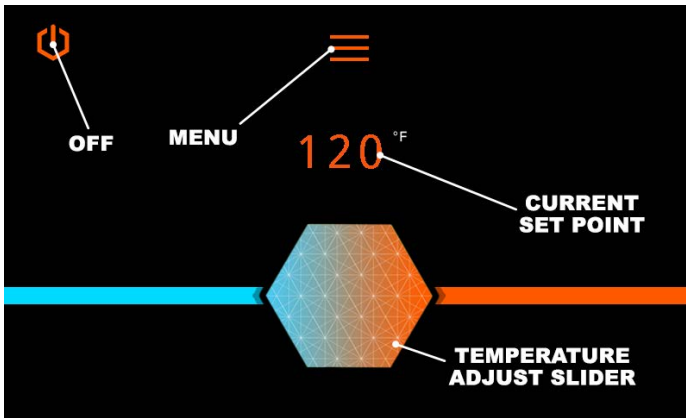 OFF
MENU
120 °F
CURRENT
SET POINT
TEMPERATURE
ADJUST SLIDER